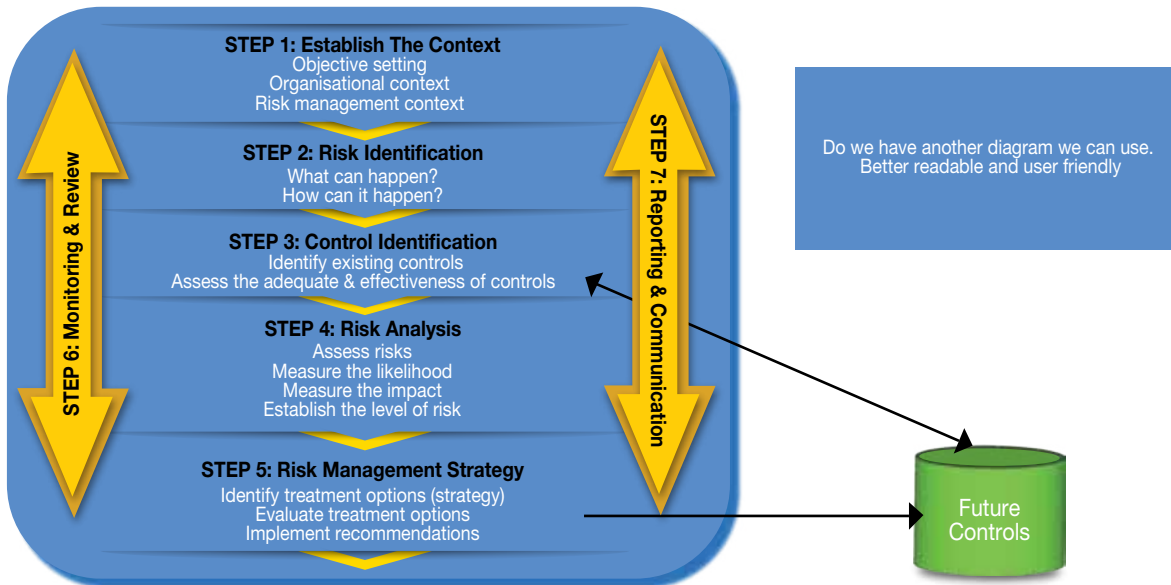 STEP 1: Establish The Context
Objective setting
Organisational context
Risk management context
STEP 2: Risk Identification
What can happen?
How can it happen?
STEP 3: Control Identification
Identify existing controls
Assess the adequate & effectiveness of controls
STEP 4: Risk Analysis
Assess risks
Measure the likelihood
Measure the impact
Establish the level of risk
STEP 5: Risk Management Strategy
Identify treatment options (strategy)
Evaluate treatment options
Implement recommendations
STEP 6: Monitoring & Review
STEP 7: Reporting & Communication
Do we have another diagram we can use.
Better readable and user friendly
Future
Controls